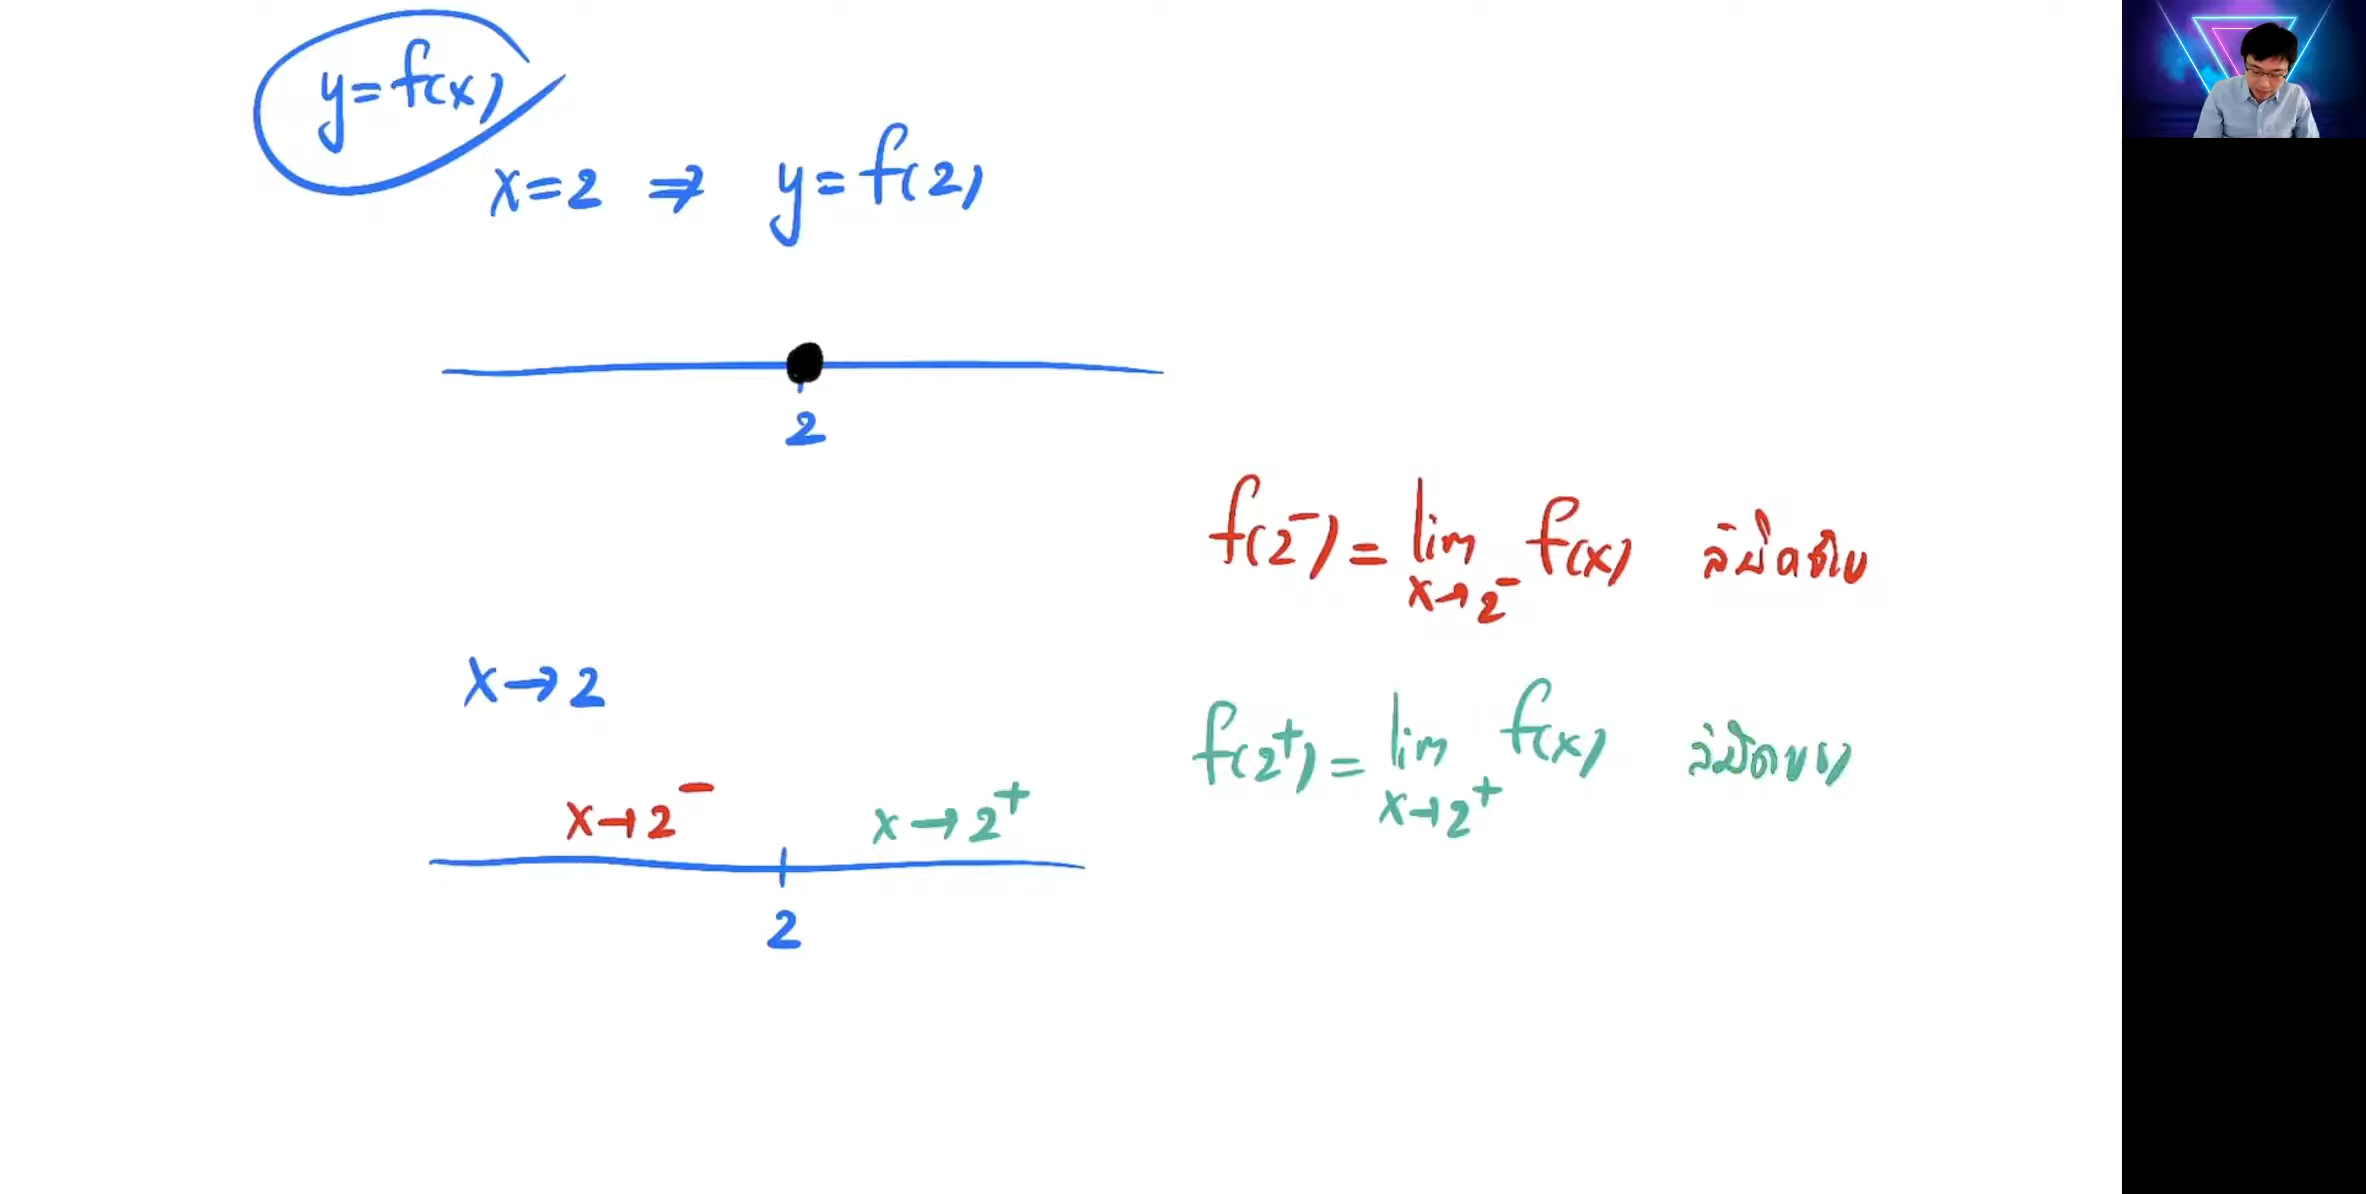 y=f(x)
x=2 ⇒ y=f(2)
2
f(2⁻) = lim f(x) ลิมิตซ้าย
x→2⁻
x→2
f(2⁺) = lim f(x) ลิมิตขวา
x→2⁺
x→2⁻ x→2⁺
2